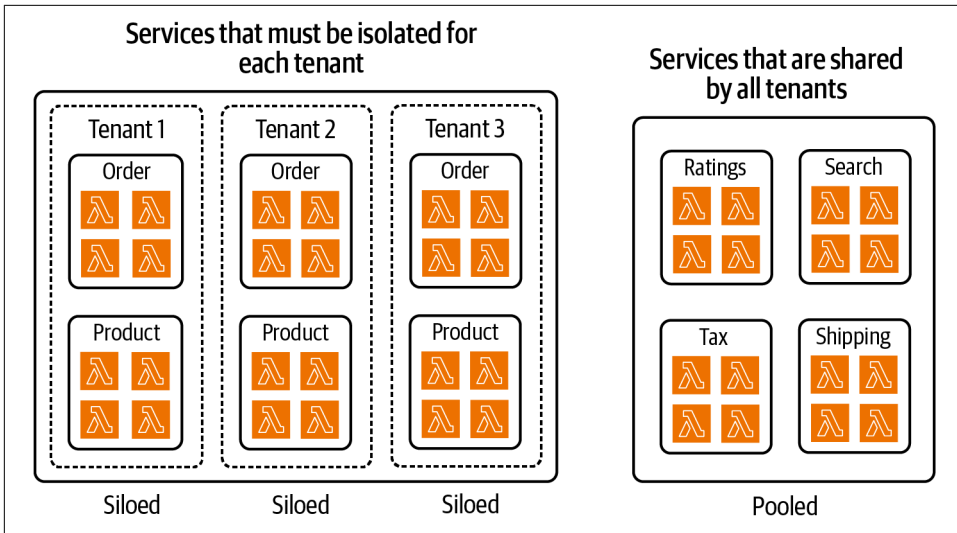 Services that must be isolated for
each tenant
Tenant 1
Tenant 2
Tenant 3
Order
Order
Order
Product
Product
Product
Siloed
Siloed
Siloed
Services that are shared
by all tenants
Ratings
Search
Tax
Shipping
Pooled